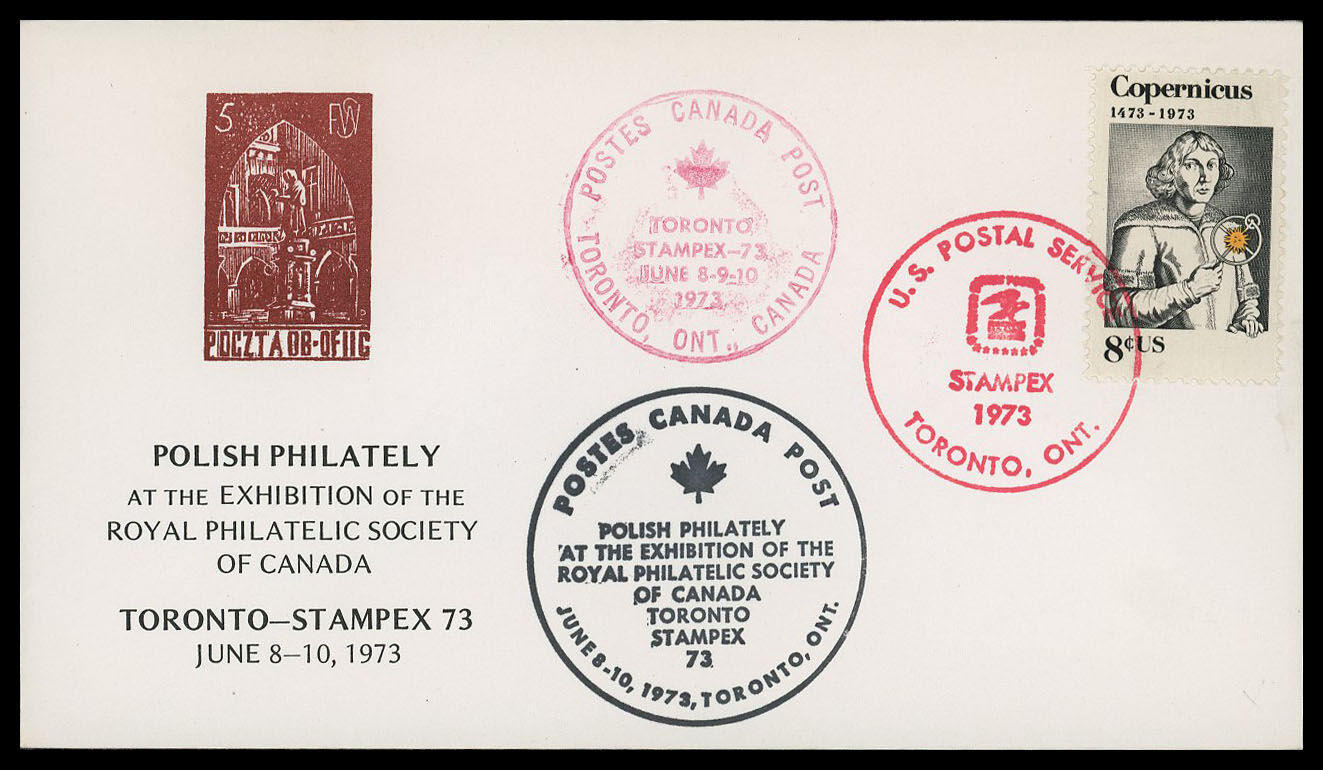 5 FSW
POCZTA OB-OFIIC
POLISH PHILATELY
AT THE EXHIBITION OF THE
ROYAL PHILATELIC SOCIETY
OF CANADA
TORONTO—STAMPEX 73
JUNE 8–10, 1973
POSTES CANADA POST
TORONTO
STAMPEX-73
JUNE 8-9-10
1973
TORONTO, ONT., CANADA
POSTES CANADA POST
POLISH PHILATELY
AT THE EXHIBITION OF THE
ROYAL PHILATELIC SOCIETY
OF CANADA
TORONTO
STAMPEX
73
JUNE 8-10, 1973, TORONTO, ONT.
U.S. POSTAL SERVICE
STAMPEX
1973
TORONTO, ONT.
Copernicus
1473-1973
8¢US